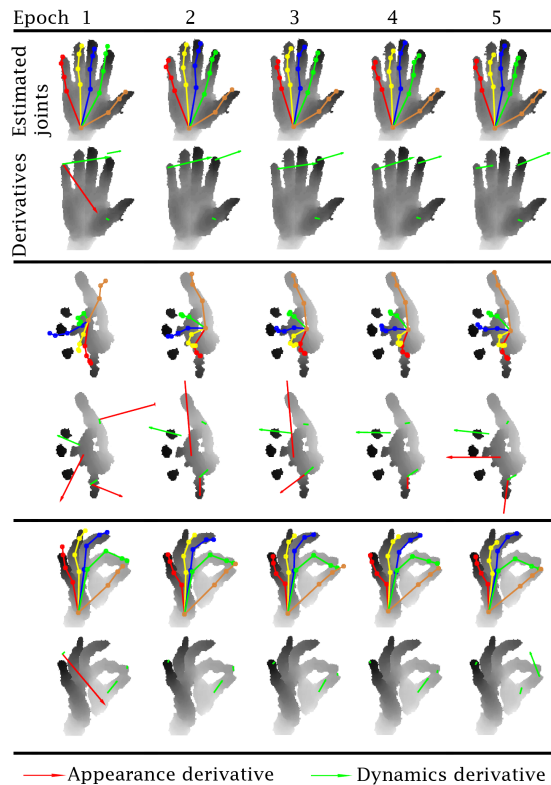 Epoch 1 2 3 4 5
Estimated joints
Derivatives
Appearance derivative
Dynamics derivative